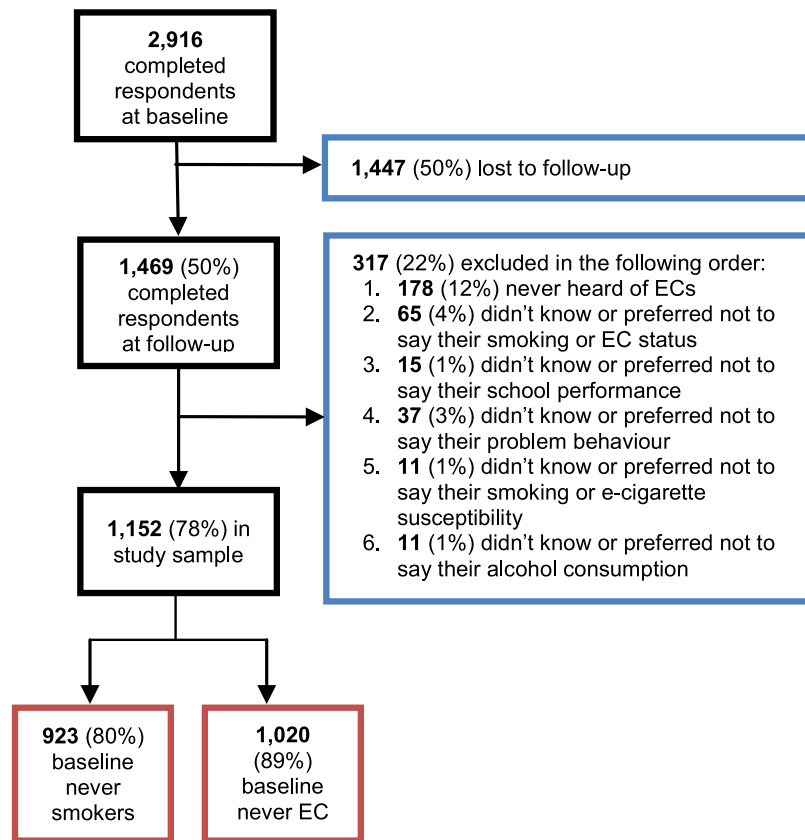 2,916
completed
respondents
at baseline
1,447 (50%) lost to follow-up
1,469 (50%)
completed
respondents
at follow-up
317 (22%) excluded in the following order:
1. 178 (12%) never heard of ECs
2. 65 (4%) didn't know or preferred not to
say their smoking or EC status
3. 15 (1%) didn't know or preferred not to
say their school performance
4. 37 (3%) didn't know or preferred not to
say their problem behaviour
5. 11 (1%) didn't know or preferred not to
say their smoking or e-cigarette
susceptibility
6. 11 (1%) didn't know or preferred not to
say their alcohol consumption
1,152 (78%) in
study sample
923 (80%)
baseline
never
smokers
1,020
(89%)
baseline
never EC